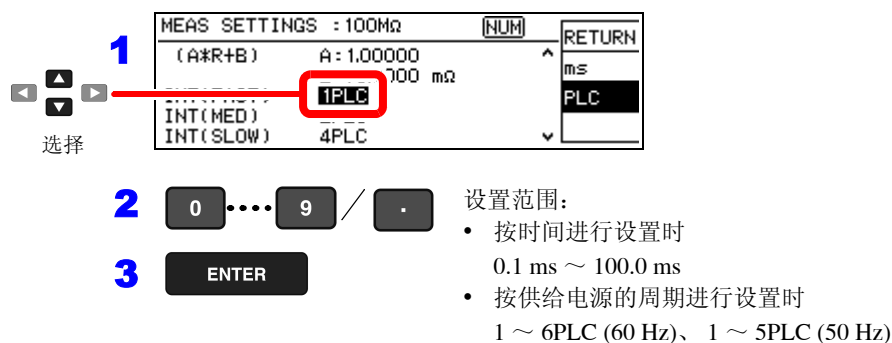 MEAS SETTINGS :100MΩ NUM RETURN
1
(A*R+B) A:1.00000
000 mΩ ms
1PLC PLC
INT(MED)
INT(SLOW) 4PLC
选择
2 0 .... 9 / . 设置范围：
• 按时间进行设置时
0.1 ms ～ 100.0 ms
3 ENTER
• 按供给电源的周期进行设置时
1 ～ 6PLC (60 Hz)、 1 ～ 5PLC (50 Hz)